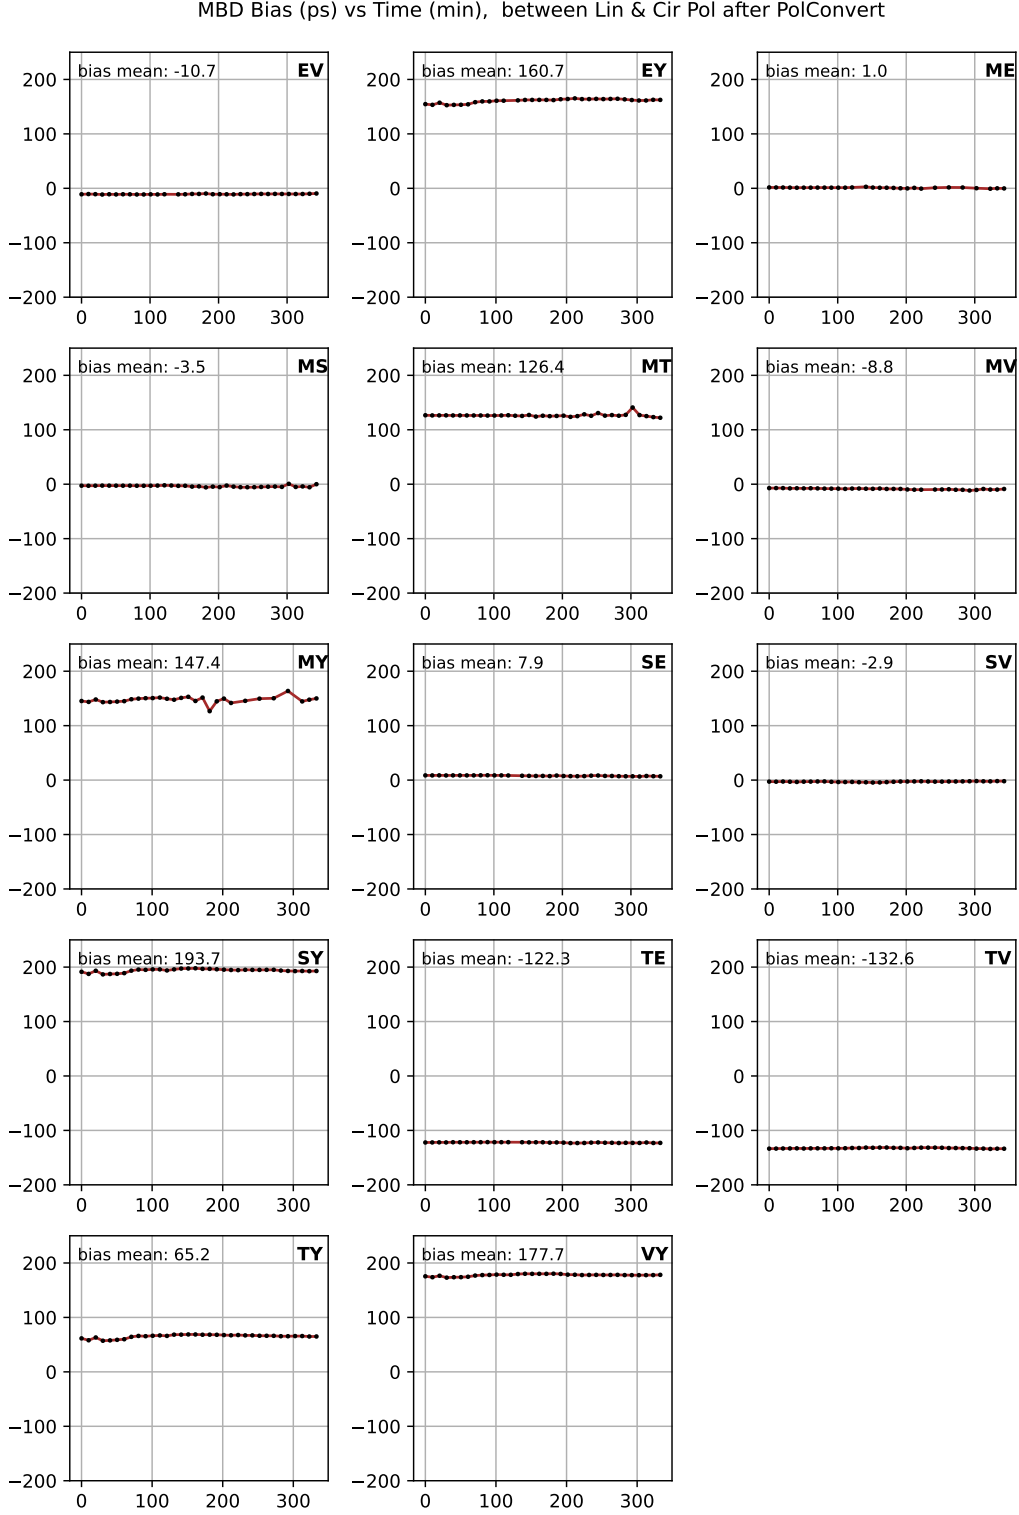 MBD Bias (ps) vs Time (min),  between Lin & Cir Pol after PolConvert
bias mean: -10.7 EV
200
100
0
−100
−200
0 100 200 300
bias mean: 160.7 EY
200
100
0
−100
−200
0 100 200 300
bias mean: 1.0 ME
200
100
0
−100
−200
0 100 200 300
bias mean: -3.5 MS
200
100
0
−100
−200
0 100 200 300
bias mean: 126.4 MT
200
100
0
−100
−200
0 100 200 300
bias mean: -8.8 MV
200
100
0
−100
−200
0 100 200 300
bias mean: 147.4 MY
200
100
0
−100
−200
0 100 200 300
bias mean: 7.9 SE
200
100
0
−100
−200
0 100 200 300
bias mean: -2.9 SV
200
100
0
−100
−200
0 100 200 300
bias mean: 193.7 SY
200
100
0
−100
−200
0 100 200 300
bias mean: -122.3 TE
200
100
0
−100
−200
0 100 200 300
bias mean: -132.6 TV
200
100
0
−100
−200
0 100 200 300
bias mean: 65.2 TY
200
100
0
−100
−200
0 100 200 300
bias mean: 177.7 VY
200
100
0
−100
−200
0 100 200 300